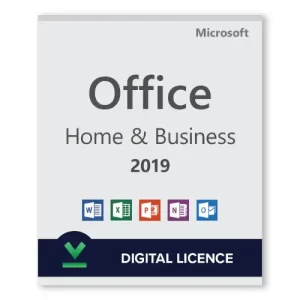 Microsoft
Office
Home & Business
2019
W X P N O
DIGITAL LICENCE